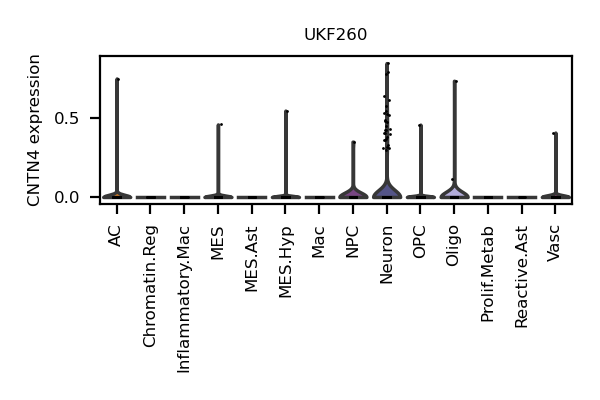 UKF260
CNTN4 expression
0.5
0.0
AC
Chromatin.Reg
Inflammatory.Mac
MES
MES.Ast
MES.Hyp
Mac
NPC
Neuron
OPC
Oligo
Prolif.Metab
Reactive.Ast
Vasc